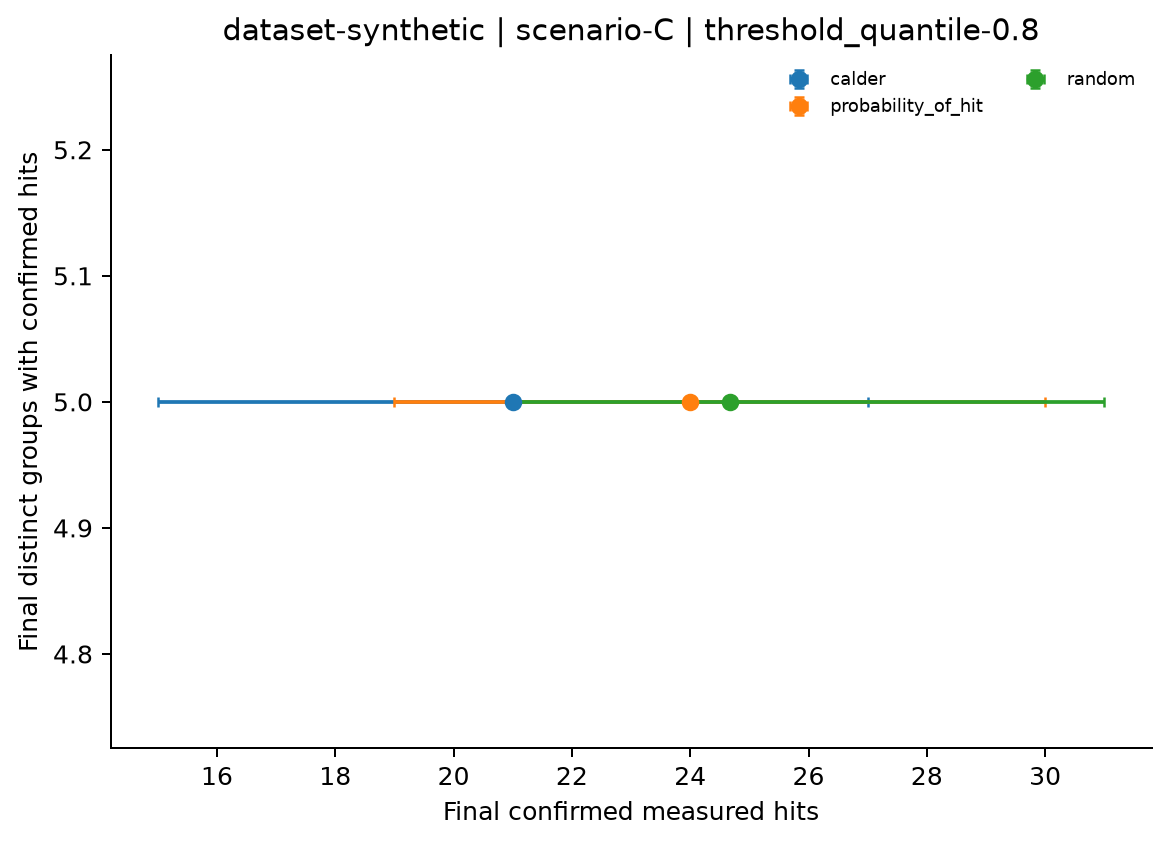 dataset-synthetic | scenario-C | threshold_quantile-0.8
calder
probability_of_hit
random
Final distinct groups with confirmed hits
5.2
5.1
5.0
4.9
4.8
16 18 20 22 24 26 28 30
Final confirmed measured hits